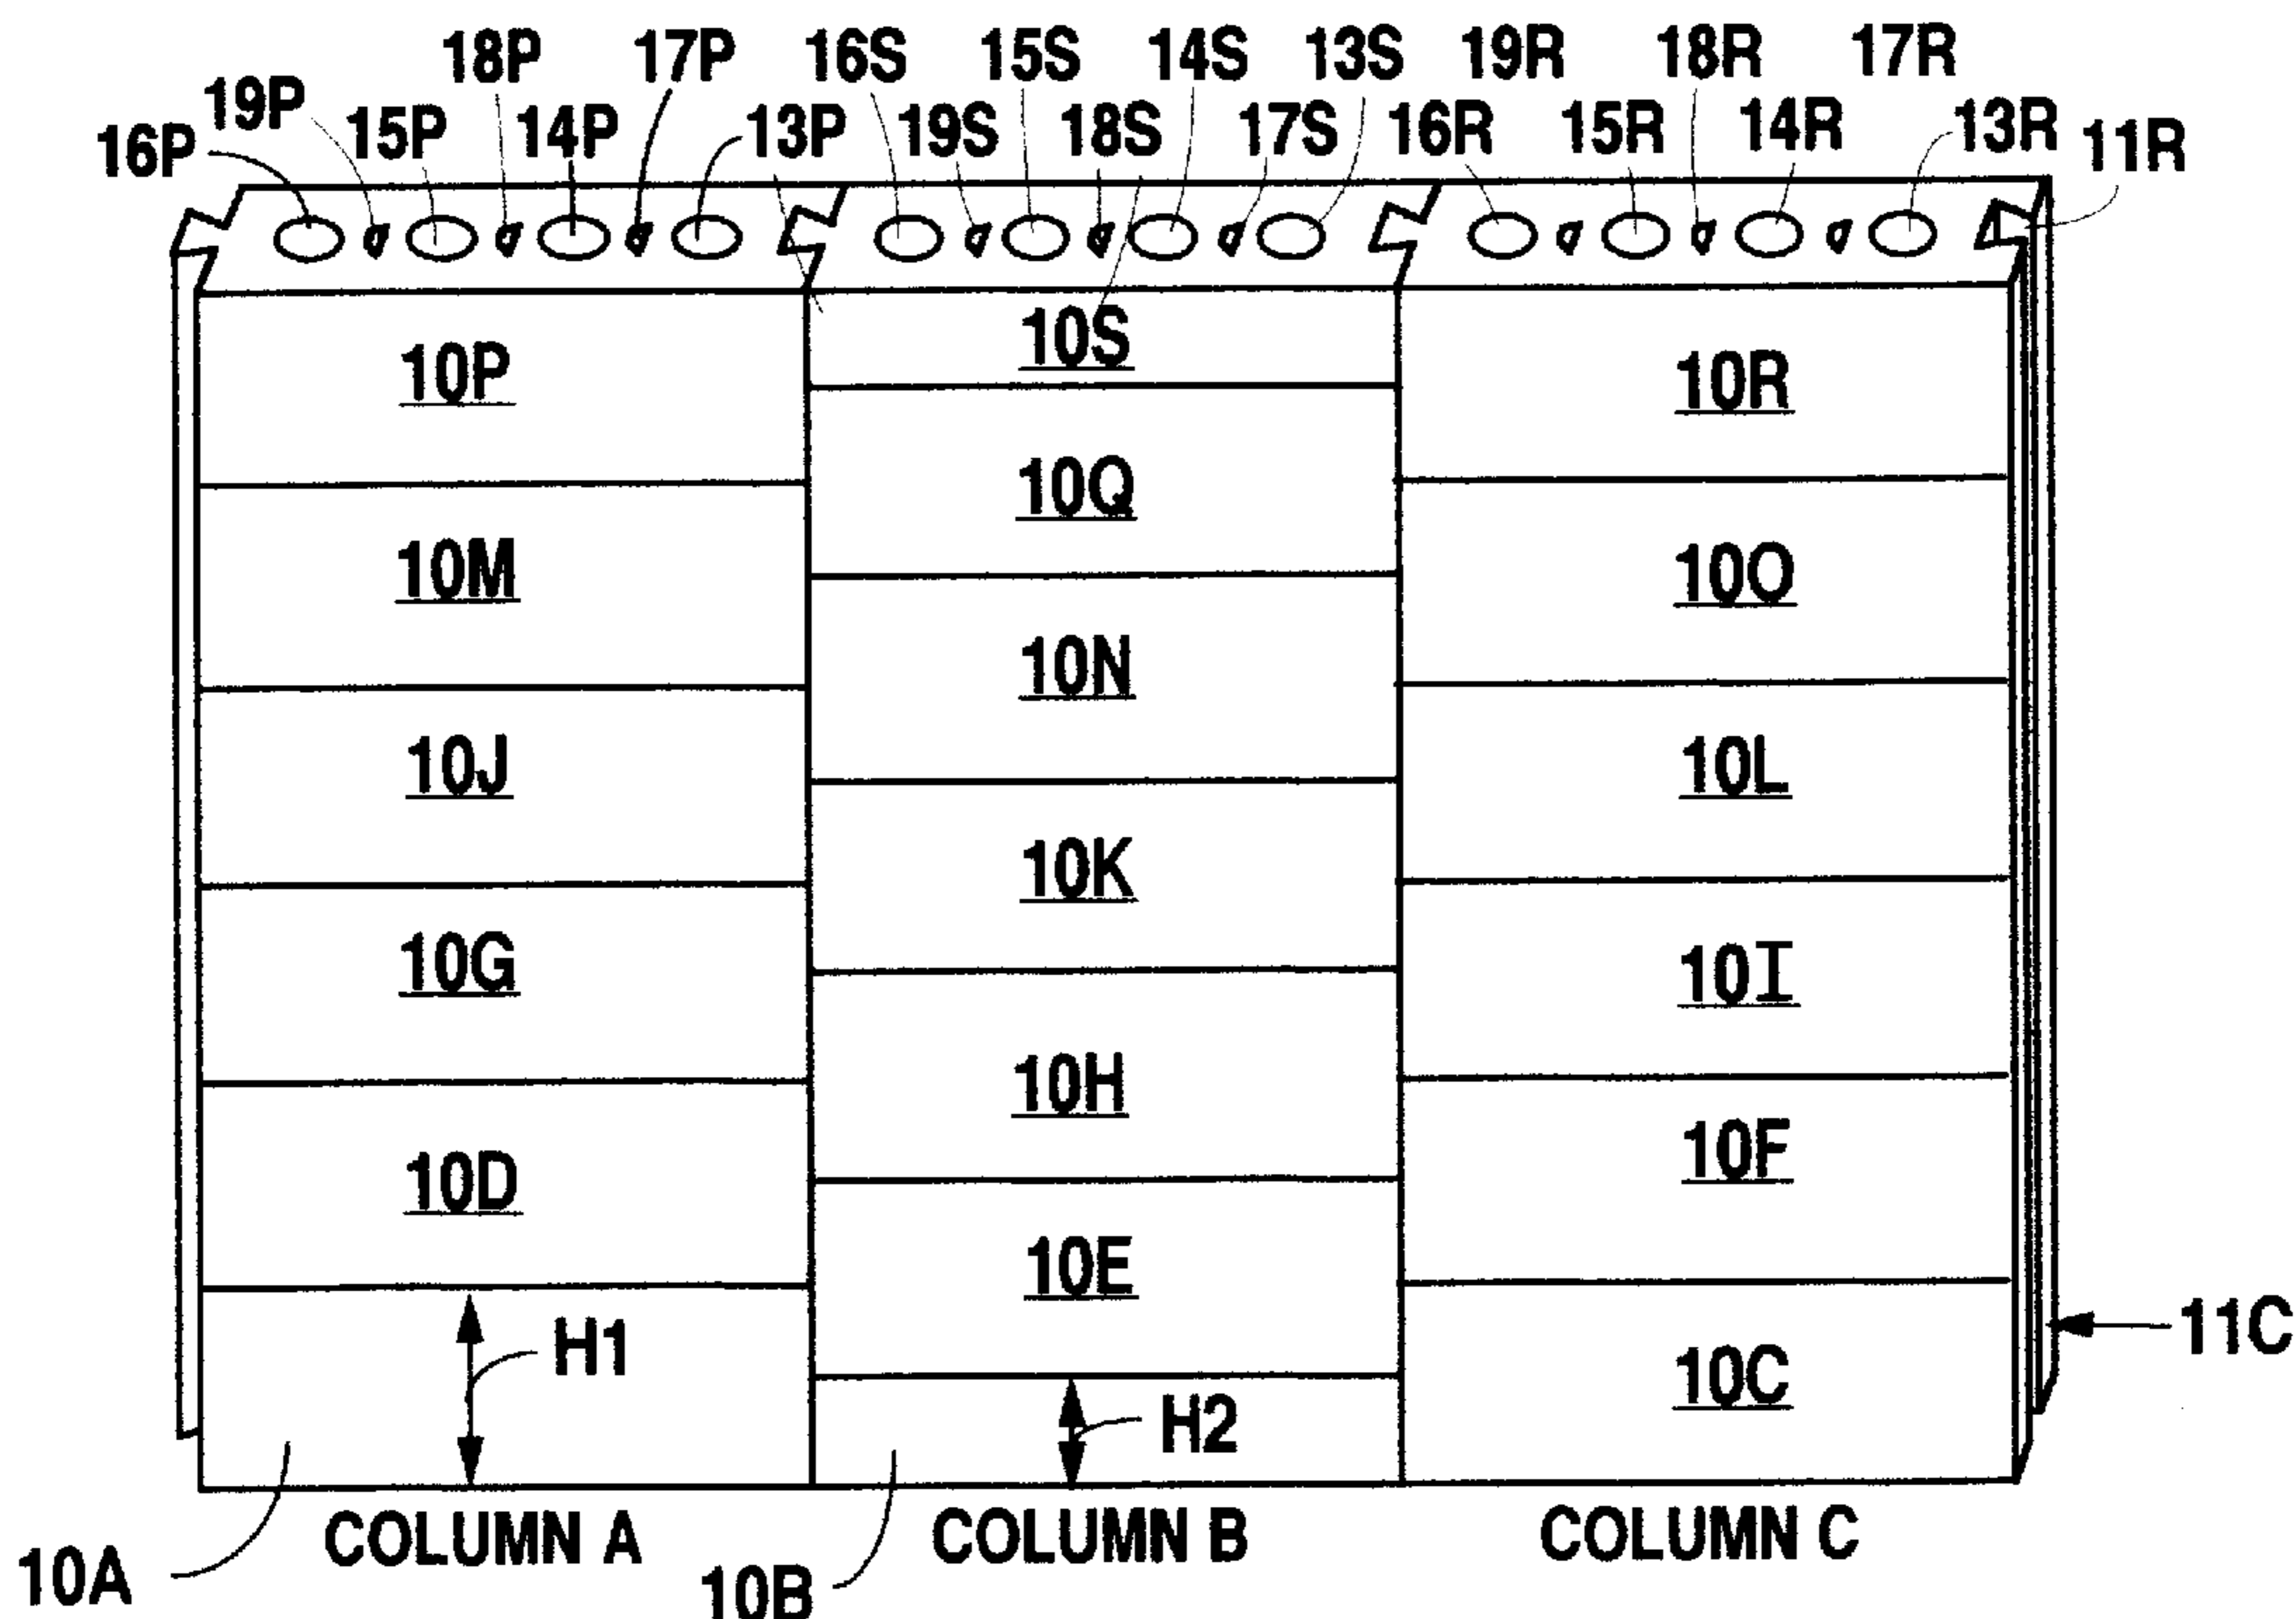 18P 17P 16S 15S 14S 13S 19R 18R 17R
19P 15P 14P 13P 19S 18S 17S 16R 15R 14R 13R 11R
16P
10P 10S 10R
10Q
10M 10O
10N
10J 10L
10K
10G 10I
10H
10D 10F
10E
H1 11C
H2 10C
COLUMN A COLUMN B COLUMN C
10A 10B